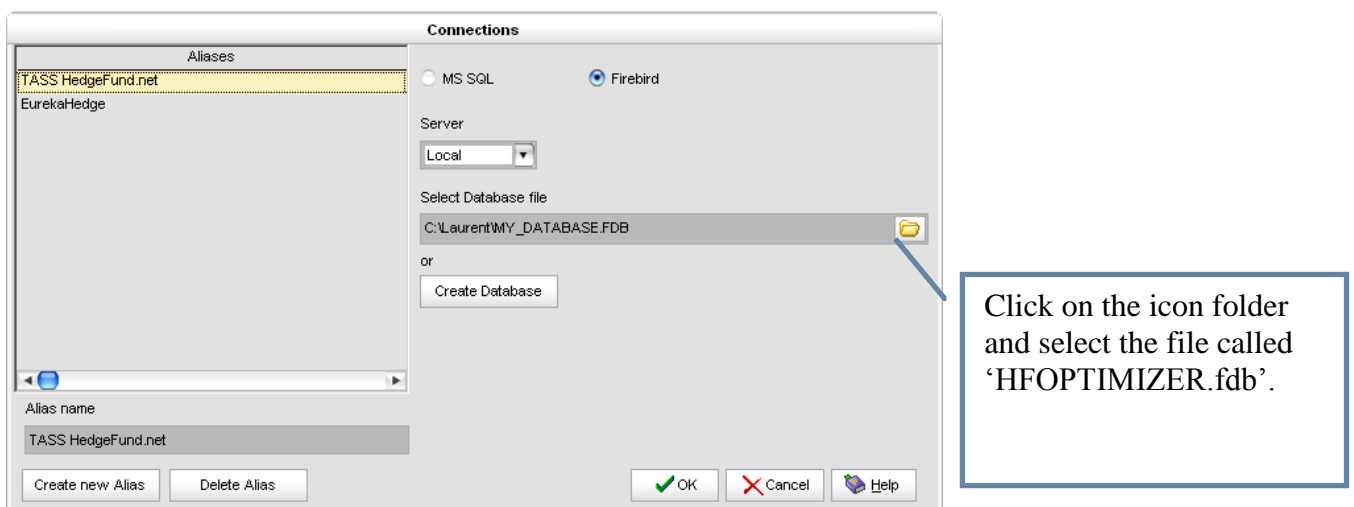 Connections
Aliases
TASS HedgeFund.net
EurekaHedge
MS SQL
Firebird
Server
Local
Select Database file
C:\Laurent\MY_DATABASE.FDB
or
Create Database
Alias name
TASS HedgeFund.net
Create new Alias
Delete Alias
OK
Cancel
Help
Click on the icon folder
and select the file called
‘HFOPTIMIZER.fdb’.